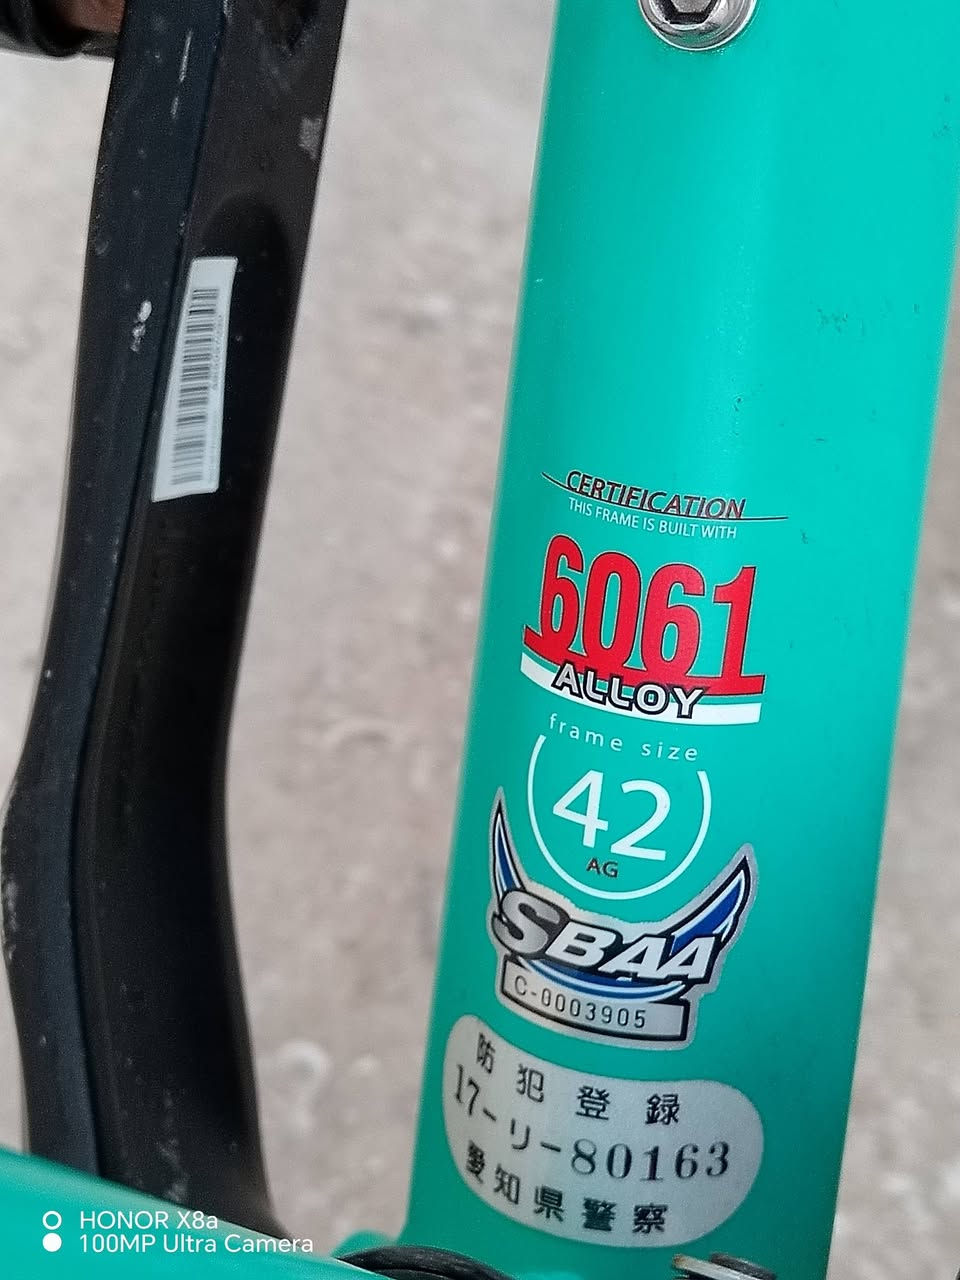 CERTIFICATION
THIS FRAME IS BUILT WITH
6061
ALLOY
frame size
42
AG
SBAA
C-0003905
防犯登録
17-リ-80163
愛知県警察
HONOR X8a
100MP Ultra Camera